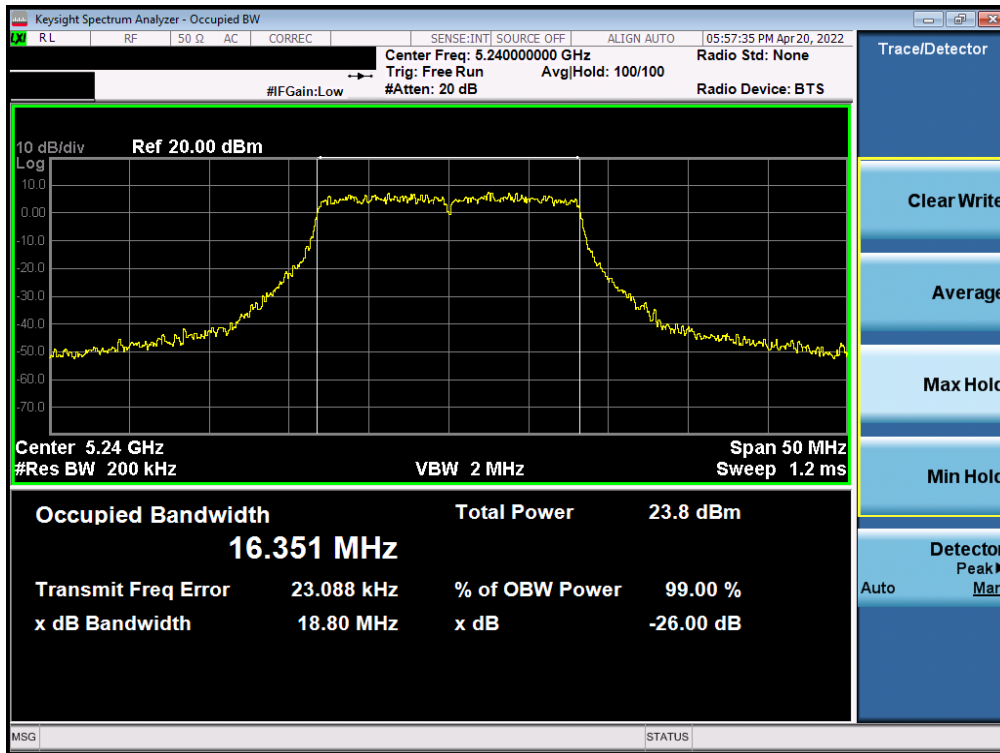 Keysight Spectrum Analyzer - Occupied BW
LXI RL RF 50 Ω AC CORREC SENSE:INT SOURCE OFF ALIGN AUTO 05:57:35 PM Apr 20, 2022
Center Freq: 5.240000000 GHz Radio Std: None
Trig: Free Run Avg|Hold: 100/100
#IFGain:Low #Atten: 20 dB Radio Device: BTS
Trace/Detector
10 dB/div Ref 20.00 dBm
Log
10.0
0.00
-10.0
-20.0
-30.0
-40.0
-50.0
-60.0
-70.0
Center 5.24 GHz Span 50 MHz
#Res BW 200 kHz VBW 2 MHz Sweep 1.2 ms
Occupied Bandwidth Total Power 23.8 dBm
16.351 MHz
Transmit Freq Error 23.088 kHz % of OBW Power 99.00 %
x dB Bandwidth 18.80 MHz x dB -26.00 dB
Clear Write
Average
Max Hold
Min Hold
Detector
Peak
Auto Man
MSG STATUS